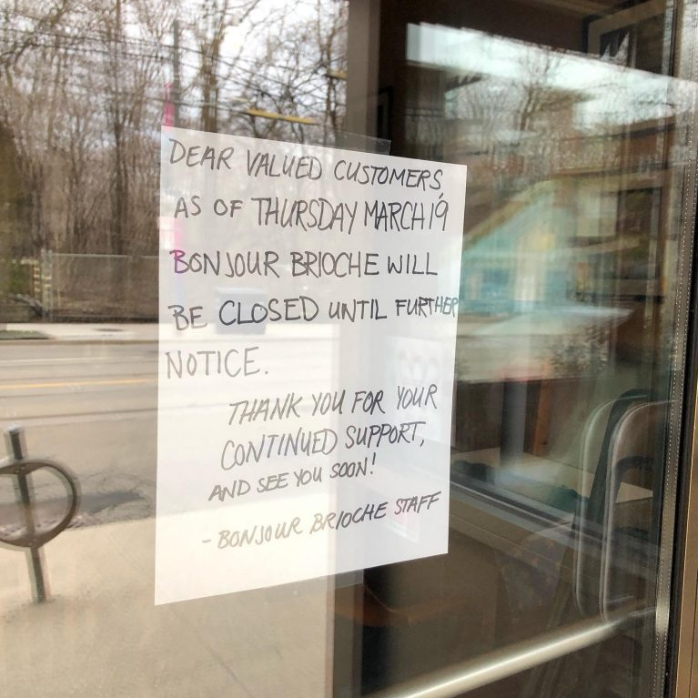 DEAR VALUED CUSTOMERS,
AS OF THURSDAY MARCH 19
BONJOUR BRIOCHE WILL
BE CLOSED UNTIL FURTHER
NOTICE.
THANK YOU FOR YOUR
CONTINUED SUPPORT,
AND SEE YOU SOON!
- BONJOUR BRIOCHE STAFF